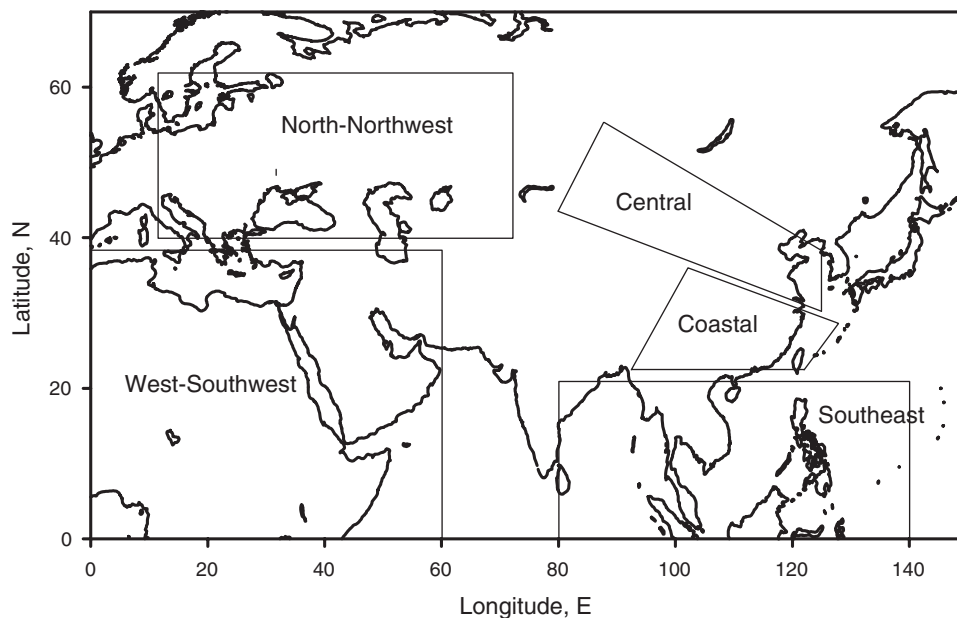 60
North-Northwest
Central
40
Latitude, N
Coastal
West-Southwest
20
Southeast
0
0 20 40 60 80 100 120 140
Longitude, E